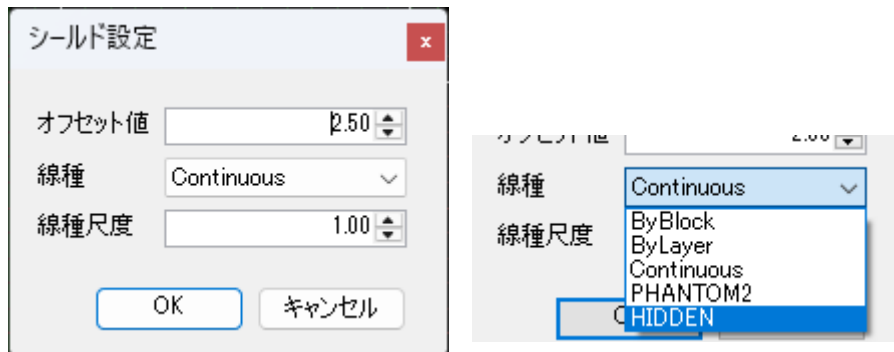 シールド設定
x
オフセット値 2.50
線種 Continuous
線種尺度 1.00
OK キャンセル
線種 Continuous
ByBlock
ByLayer
線種尺度
Continuous
PHANTOM2
HIDDEN